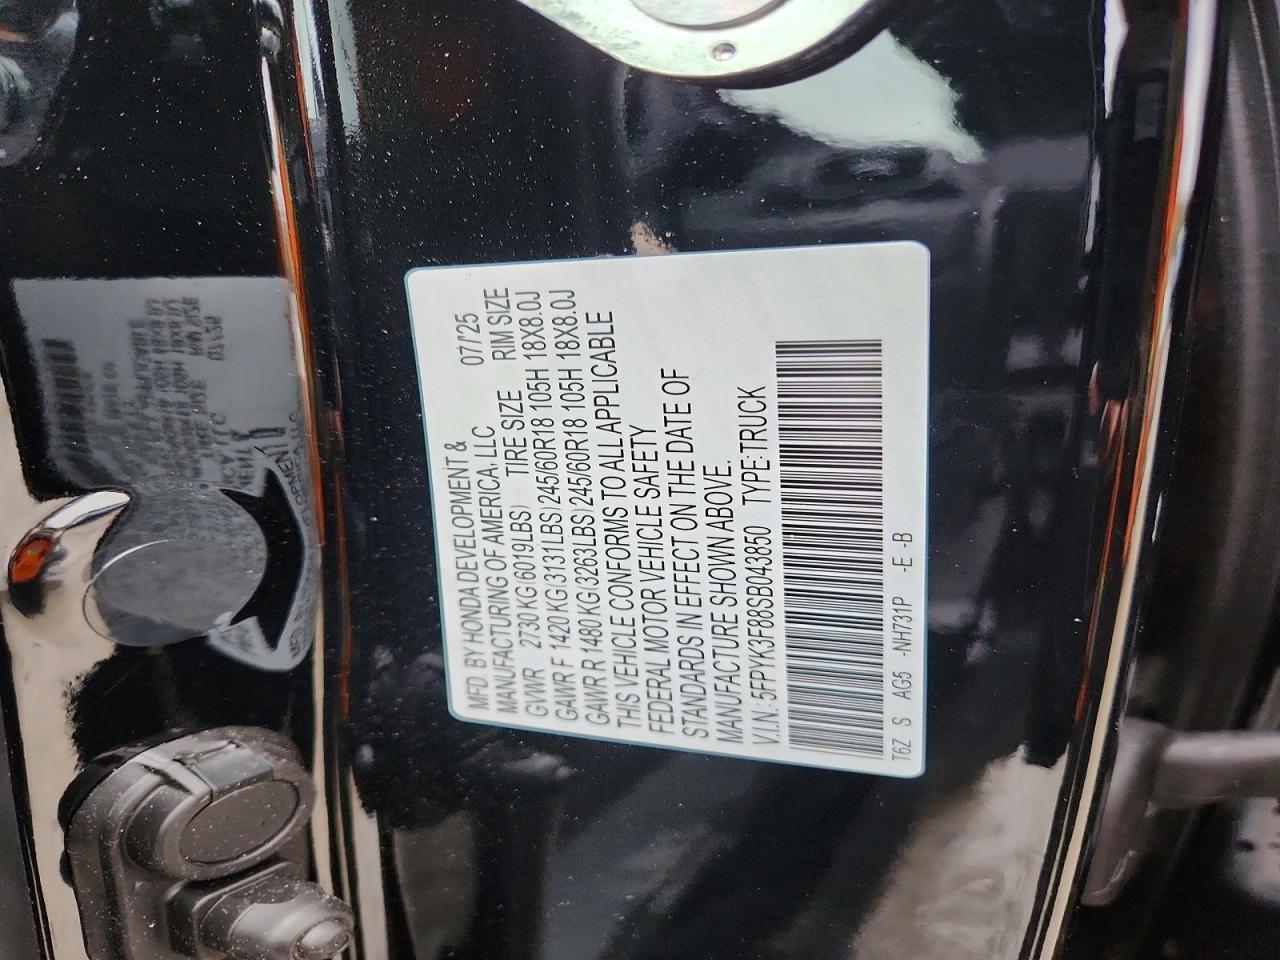 MFD. BY HONDA DEVELOPMENT & 07/'25
MANUFACTURING OF AMERICA, LLC
GVWR 2730 KG(6019LBS) TIRE SIZE RIM SIZE
GAWR F 1420 KG(3131LBS)245/60R18 105H 18X8.0J
GAWR R 1480 KG(3263LBS)245/60R18 105H 18X8.0J
THIS VEHICLE CONFORMS TO ALL APPLICABLE
FEDERAL MOTOR VEHICLE SAFETY
STANDARDS IN EFFECT ON THE DATE OF
MANUFACTURE SHOWN ABOVE.
V.I.N: 5FPYK3F88SB043850 TYPE:TRUCK
T6Z S AG5 -NH731P -E -B